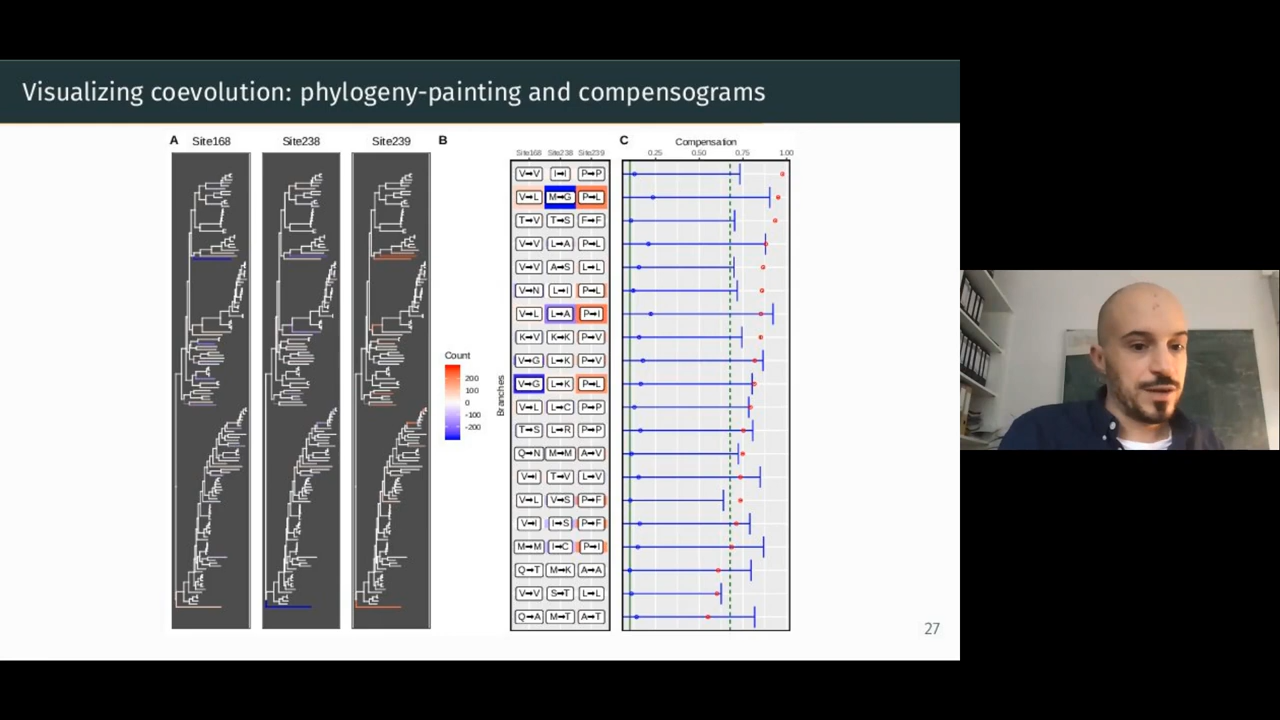 Visualizing coevolution: phylogeny-painting and compensograms
A Site168 Site238 Site239 B C Compensation
Site168 Site238 Site239 0.25 0.50 0.75 1.00
V→V I→I P→P
V→L M→G P→L
T→V T→S F→F
V→V L→A P→L
V→V A→S L→L
V→N L→I P→L
V→L L→A P→I
K→V K→K K→V
V→G L→K P→V
V→G L→K P→L
V→L L→C P→P
T→S L→R P→P
Q→N M→M A→V
V→I T→V L→V
V→L V→S P→F
V→I I→S P→F
M→M I→C P→I
Q→T M→K A→A
V→V S→T L→L
Q→A M→T A→T
Count
200
100
0
-100
-200
Branches
27